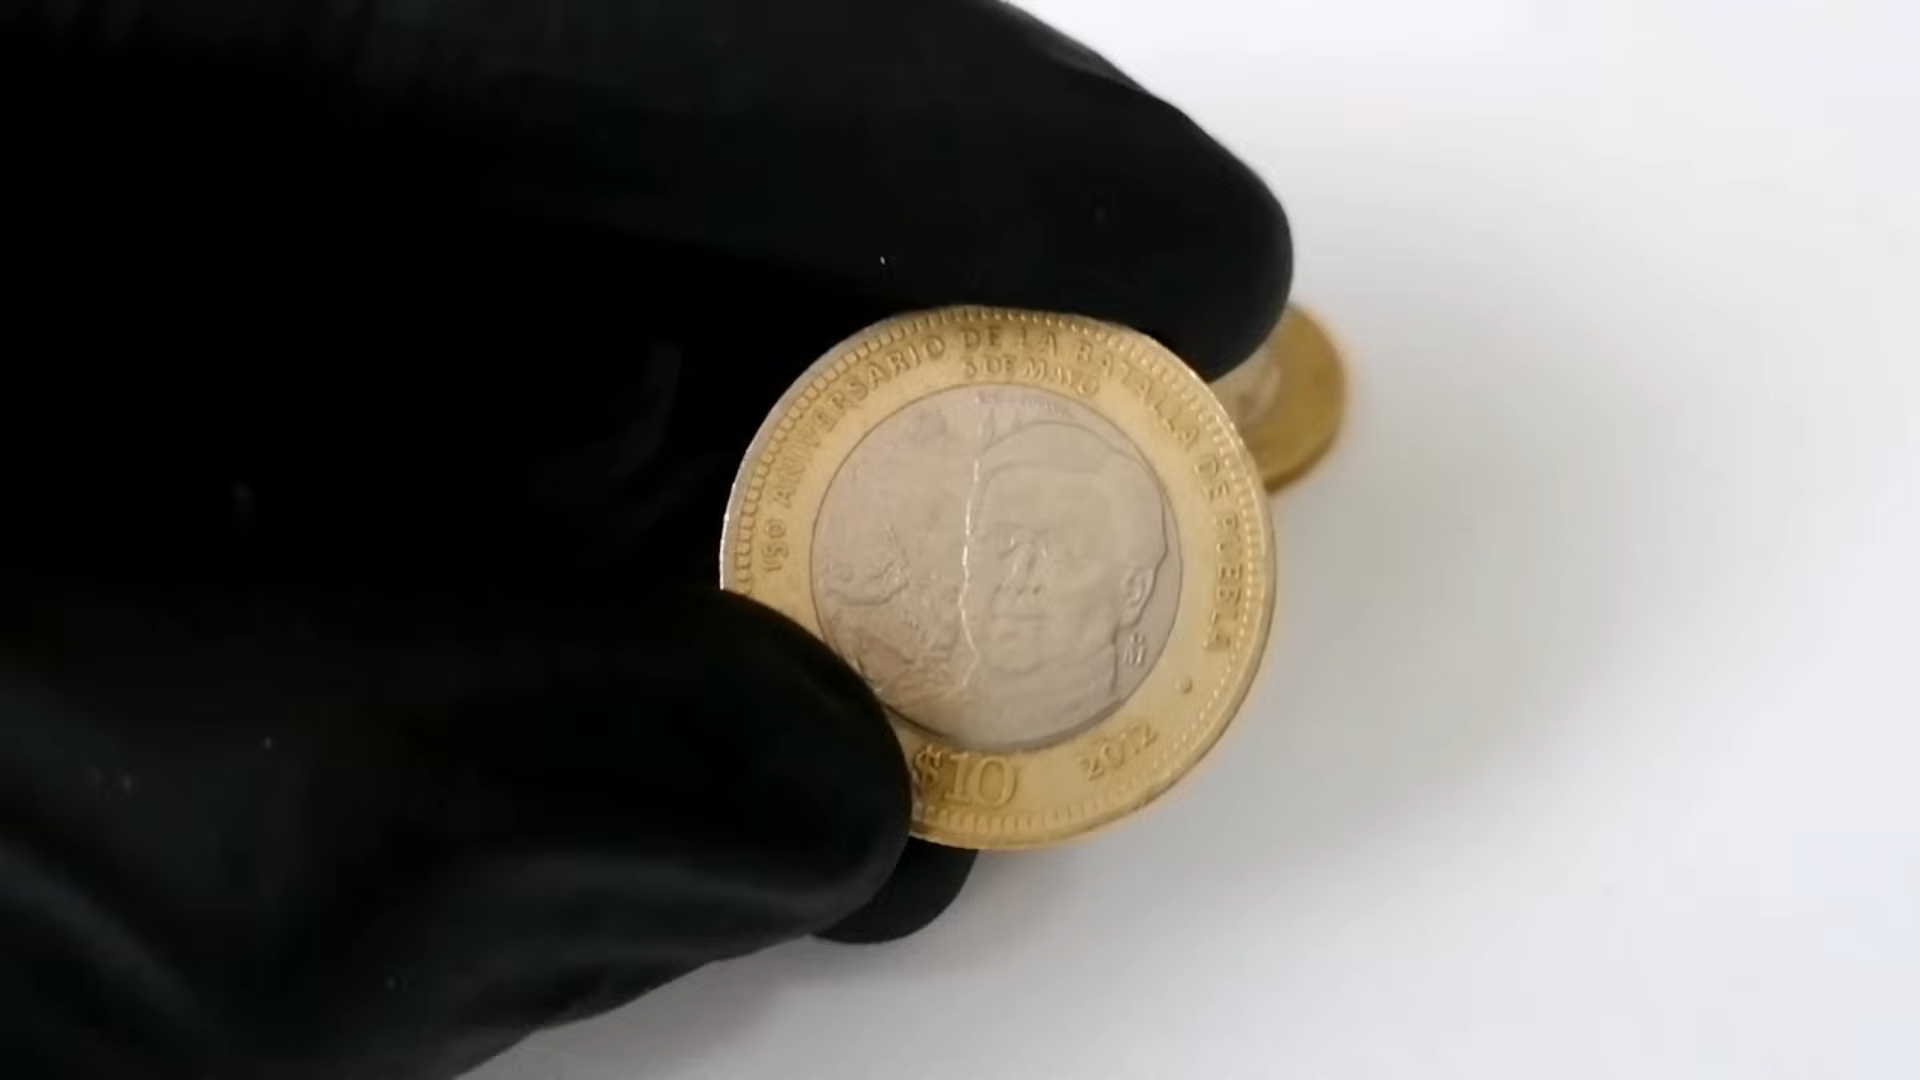 150 ANIVERSARIO DE LA BATALLA DE PUEBLA
5 DE MAYO
$10
2012